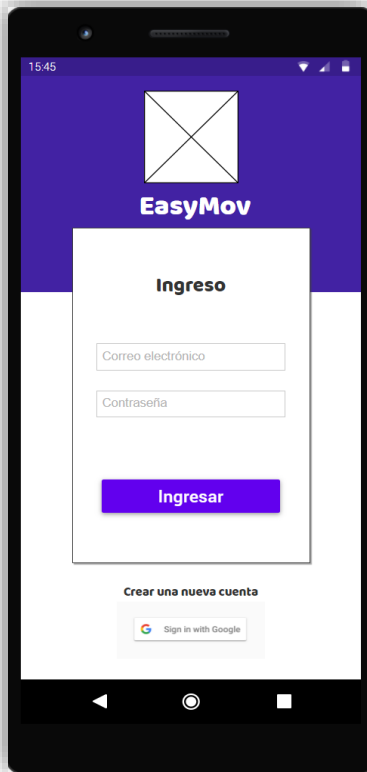 15:45
EasyMov
Ingreso
Correo electrónico
Contraseña
Ingresar
Crear una nueva cuenta
Sign in with Google